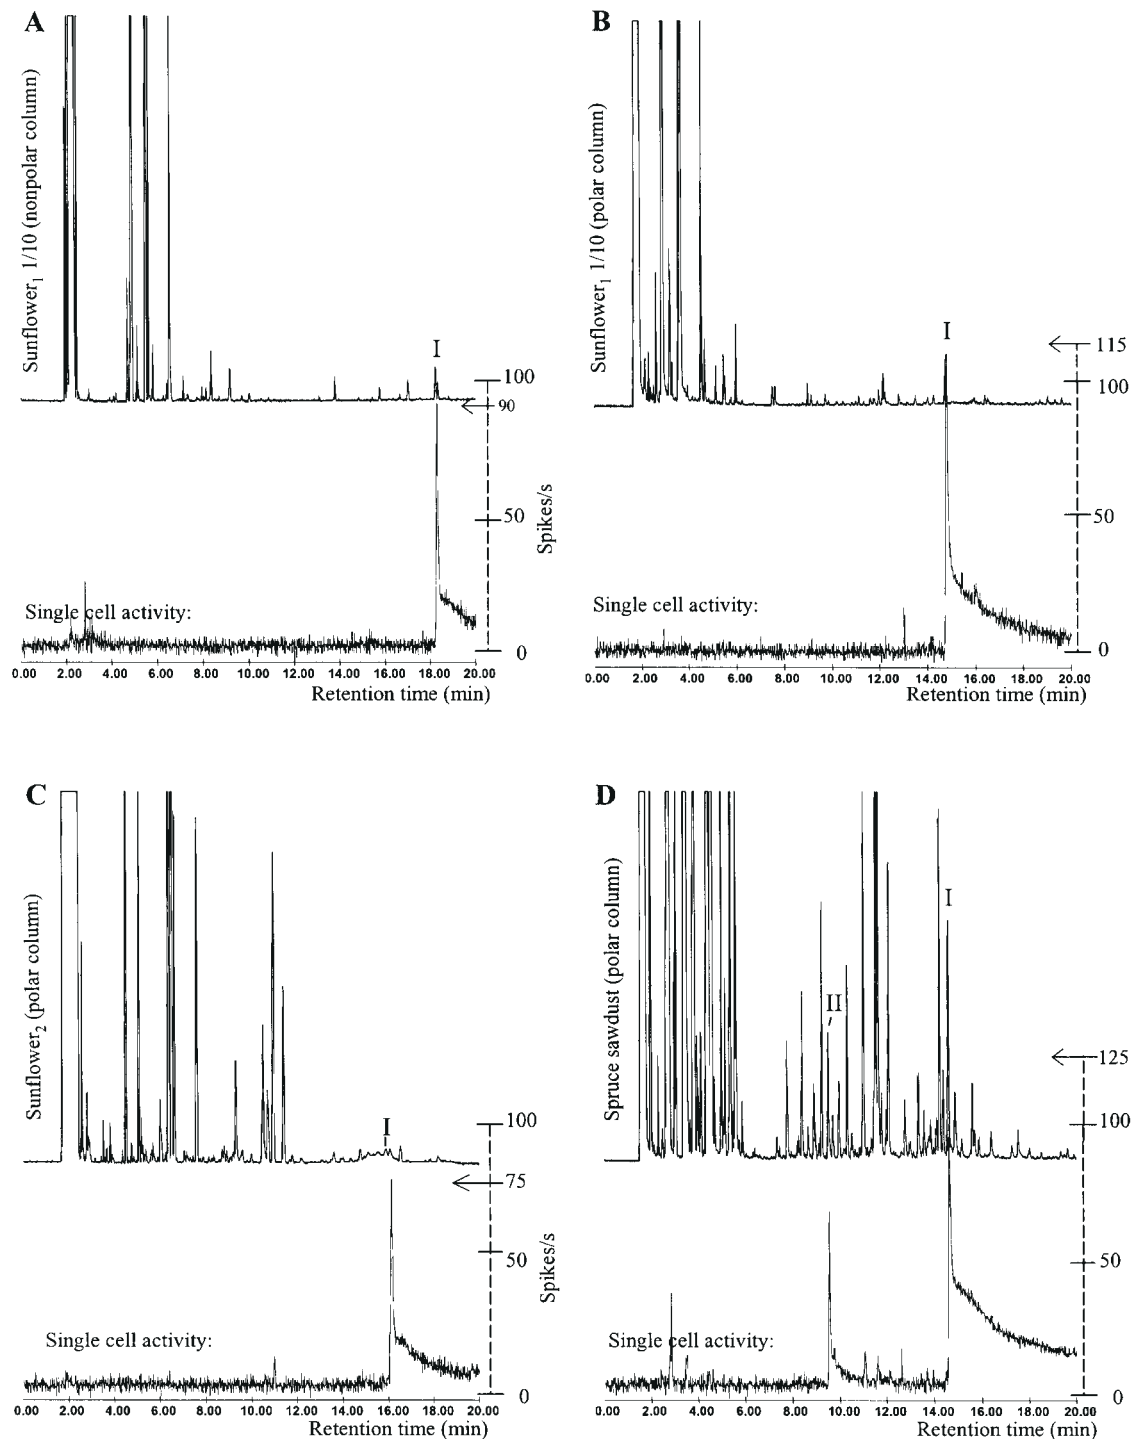 A
Sunflower₁ 1/10 (nonpolar column)
I
100
90
50
Spikes/s
Single cell activity:
0
0.00 2.00 4.00 6.00 8.00 10.00 12.00 14.00 16.00 18.00 20.00
Retention time (min)
B
Sunflower₁ 1/10 (polar column)
I
115
100
50
Single cell activity:
0
0.00 2.00 4.00 6.00 8.00 10.00 12.00 14.00 16.00 18.00 20.00
Retention time (min)
C
Sunflower₂ (polar column)
I
100
75
50
Spikes/s
Single cell activity:
0
0.00 2.00 4.00 6.00 8.00 10.00 12.00 14.00 16.00 18.00 20.00
Retention time (min)
D
Spruce sawdust (polar column)
I
II
125
100
50
Single cell activity:
0
0.00 2.00 4.00 6.00 8.00 10.00 12.00 14.00 16.00 18.00 20.00
Retention time (min)